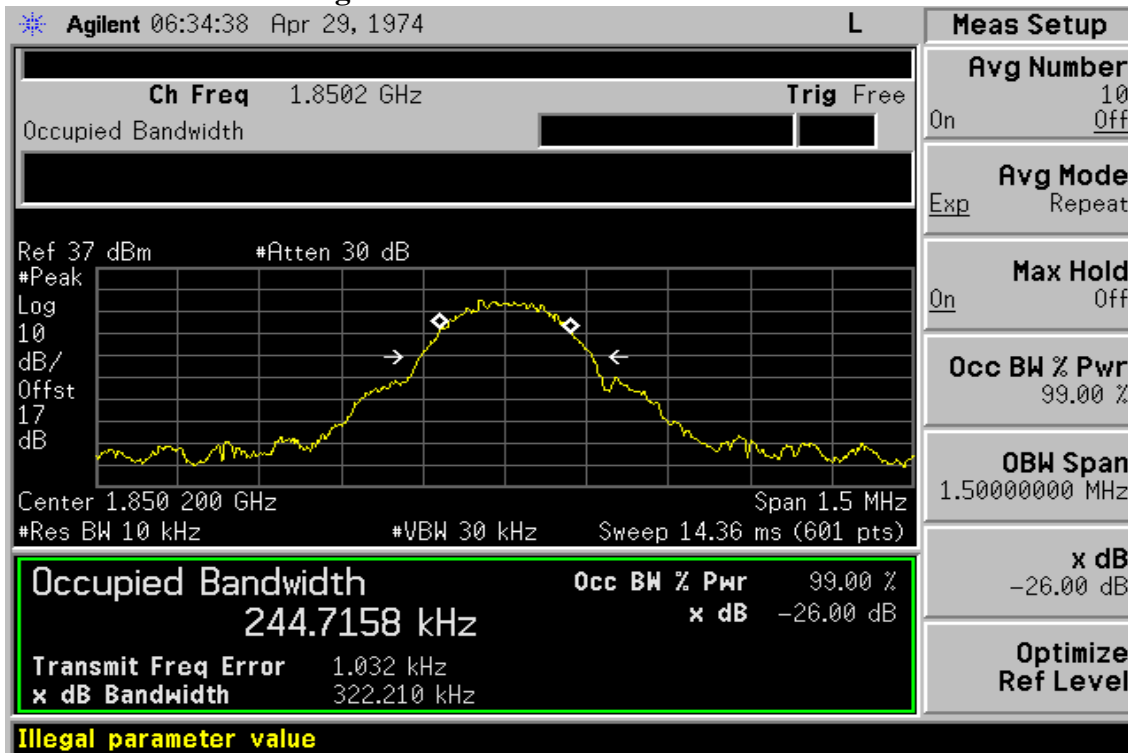 Agilent 06:34:38 Apr 29, 1974 L
Ch Freq 1.8502 GHz Trig Free
Occupied Bandwidth
Ref 37 dBm #Atten 30 dB
#Peak
Log
10
dB/
Offst
17
dB
Center 1.850 200 GHz Span 1.5 MHz
#Res BW 10 kHz #VBW 30 kHz Sweep 14.36 ms (601 pts)
Occupied Bandwidth Occ BW % Pwr 99.00 %
244.7158 kHz x dB -26.00 dB
Transmit Freq Error 1.032 kHz
x dB Bandwidth 322.210 kHz
Illegal parameter value
Meas Setup
Avg Number
10
On Off
Avg Mode
Exp Repeat
Max Hold
On Off
Occ BW % Pwr
99.00 %
OBW Span
1.50000000 MHz
x dB
-26.00 dB
Optimize
Ref Level